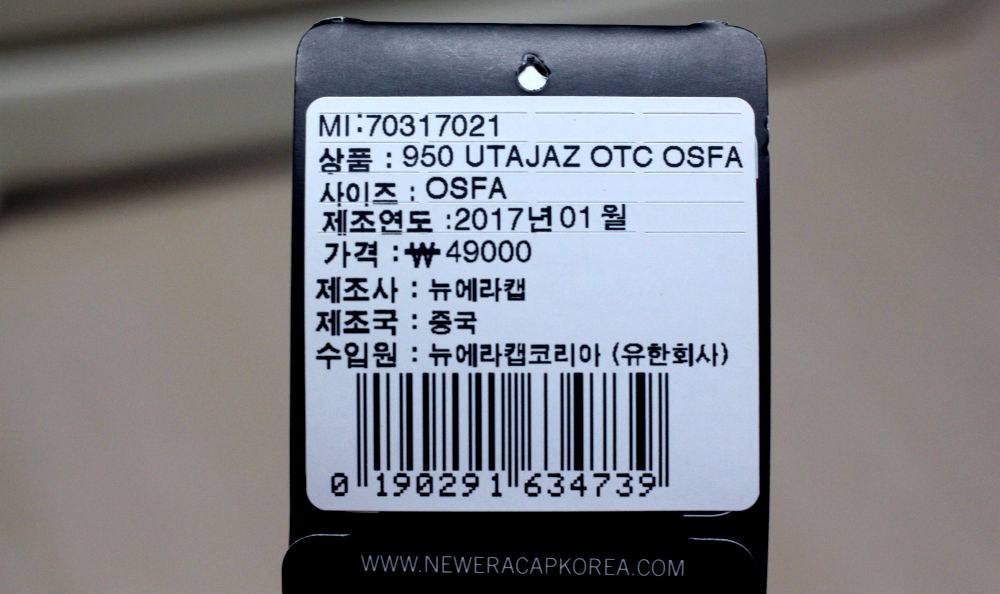 MI:70317021
상품 : 950 UTAJAZ OTC OSFA
사이즈 : OSFA
제조연도 :2017년 01 월
가격 : ₩ 49000
제조사 : 뉴에라캡
제조국 : 중국
수입원 : 뉴에라캡코리아 (유한회사)
0 190291 634739
WWW.NEWERACAPKOREA.COM